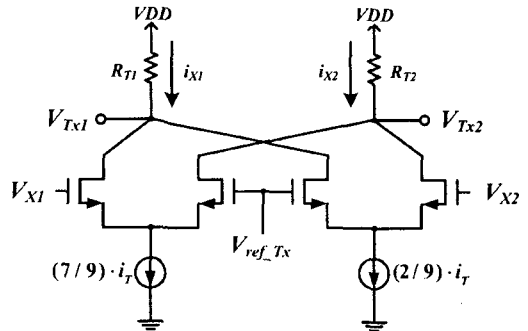 VDD
VDD
R_T1
i_X1
i_X2
R_T2
V_Tx1
V_Tx2
V_X1
V_X2
V_ref_Tx
(7 / 9) · i_T
(2 / 9) · i_T